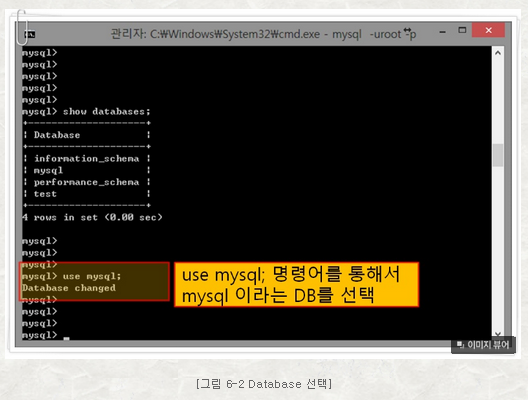 관리자: C:₩Windows₩System32₩cmd.exe - mysql -uroot -p
mysql>
mysql>
mysql>
mysql>
mysql>
mysql> show databases;
+--------------------+
| Database           |
+--------------------+
| information_schema |
| mysql              |
| performance_schema |
| test               |
+--------------------+
4 rows in set (0.00 sec)
mysql>
mysql>
mysql>
mysql> use mysql;
Database changed
mysql>
mysql>
mysql>
mysql>
use mysql; 명령어를 통해서
mysql 이라는 DB를 선택
이미지 뷰어
[그림 6-2 Database 선택]